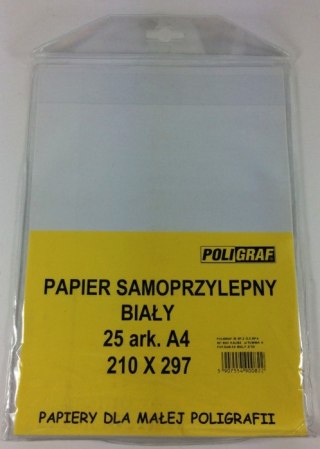 POLIGRAF
PAPIER SAMOPRZYLEPNY
BIAŁY
25 ark. A4
210 X 297
PAPIERY DLA MAŁEJ POLIGRAFII